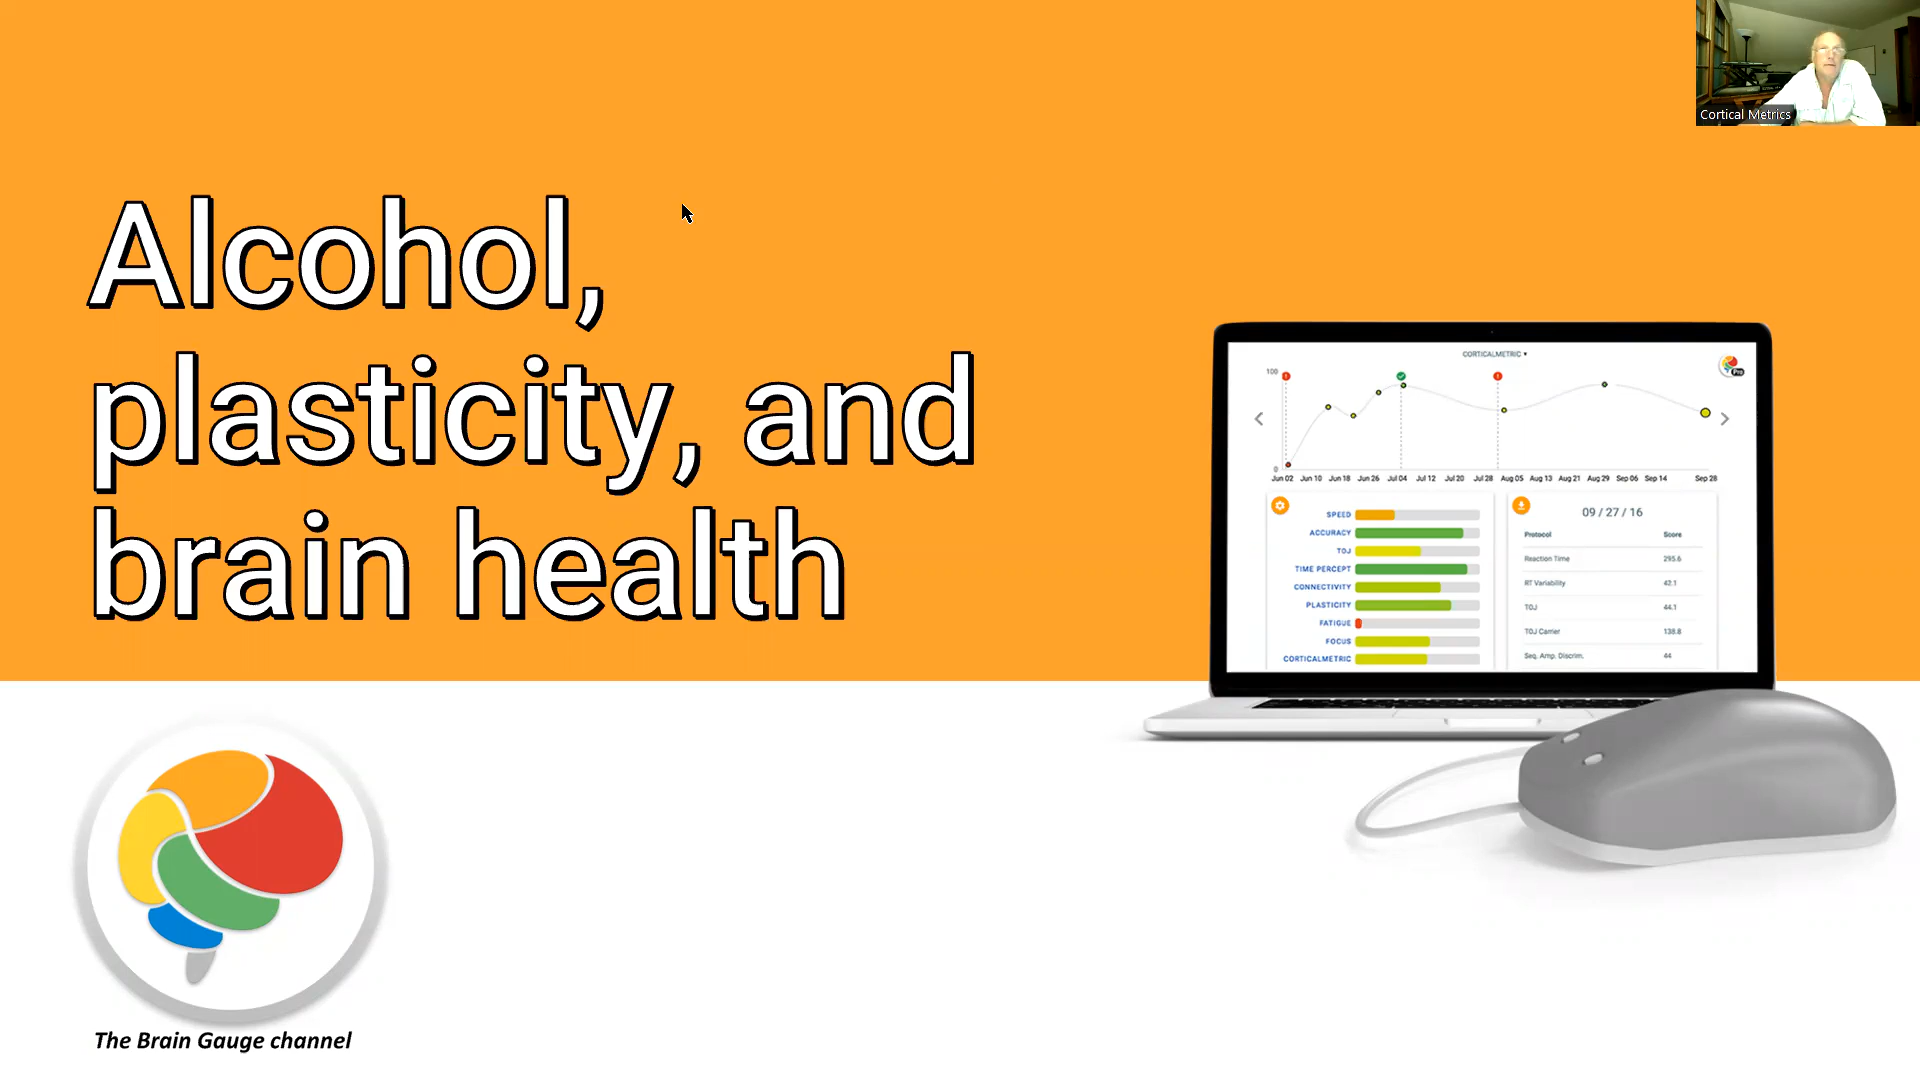 Cortical Metrics
Alcohol,
plasticity, and
brain health
CORTICALMETRIC
Pro
100
0
Jun 02 Jun 10 Jun 18 Jun 26 Jul 04 Jul 12 Jul 20 Jul 28 Aug 05 Aug 13 Aug 21 Aug 29 Sep 06 Sep 14 Sep 28
SPEED
ACCURACY
TOJ
TIME PERCEPT
CONNECTIVITY
PLASTICITY
FATIGUE
FOCUS
CORTICALMETRIC
09 / 27 / 16
Protocol Score
Reaction Time 295.6
RT Variability 42.1
TOJ 44.1
TOJ Carrier 138.8
Seq. Amp. Discrim. 44
The Brain Gauge channel